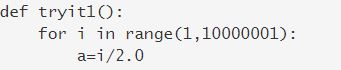 def tryit1():
    for i in range(1,10000001):
        a=i/2.0